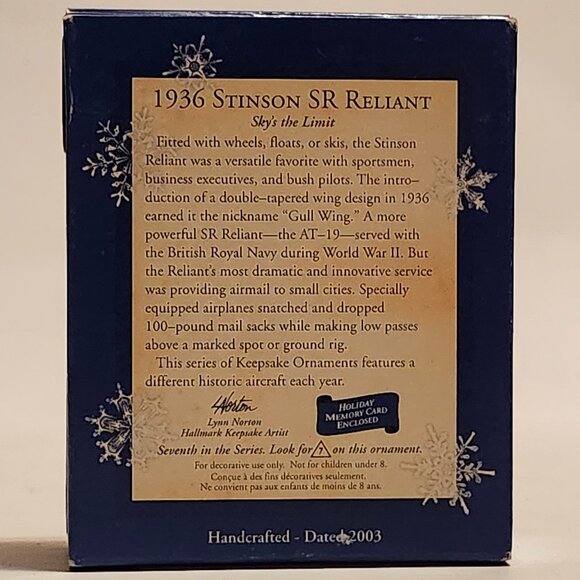 1936 Stinson SR Reliant
Sky's the Limit
Fitted with wheels, floats, or skis, the Stinson
Reliant was a versatile favorite with sportsmen,
business executives, and bush pilots. The intro–
duction of a double–tapered wing design in 1936
earned it the nickname “Gull Wing.” A more
powerful SR Reliant—the AT–19—served with
the British Royal Navy during World War II. But
the Reliant's most dramatic and innovative service
was providing airmail to small cities. Specially
equipped airplanes snatched and dropped
100–pound mail sacks while making low passes
above a marked spot or ground rig.
This series of Keepsake Ornaments features a
different historic aircraft each year.
LNorton
Lynn Norton
Hallmark Keepsake Artist
Holiday
Memory Card
Enclosed
Seventh in the Series. Look for 7 on this ornament.
For decorative use only. Not for children under 8.
Conçue à des fins décoratives seulement.
Ne convient pas aux enfants de moins de 8 ans.
Handcrafted - Dated 2003